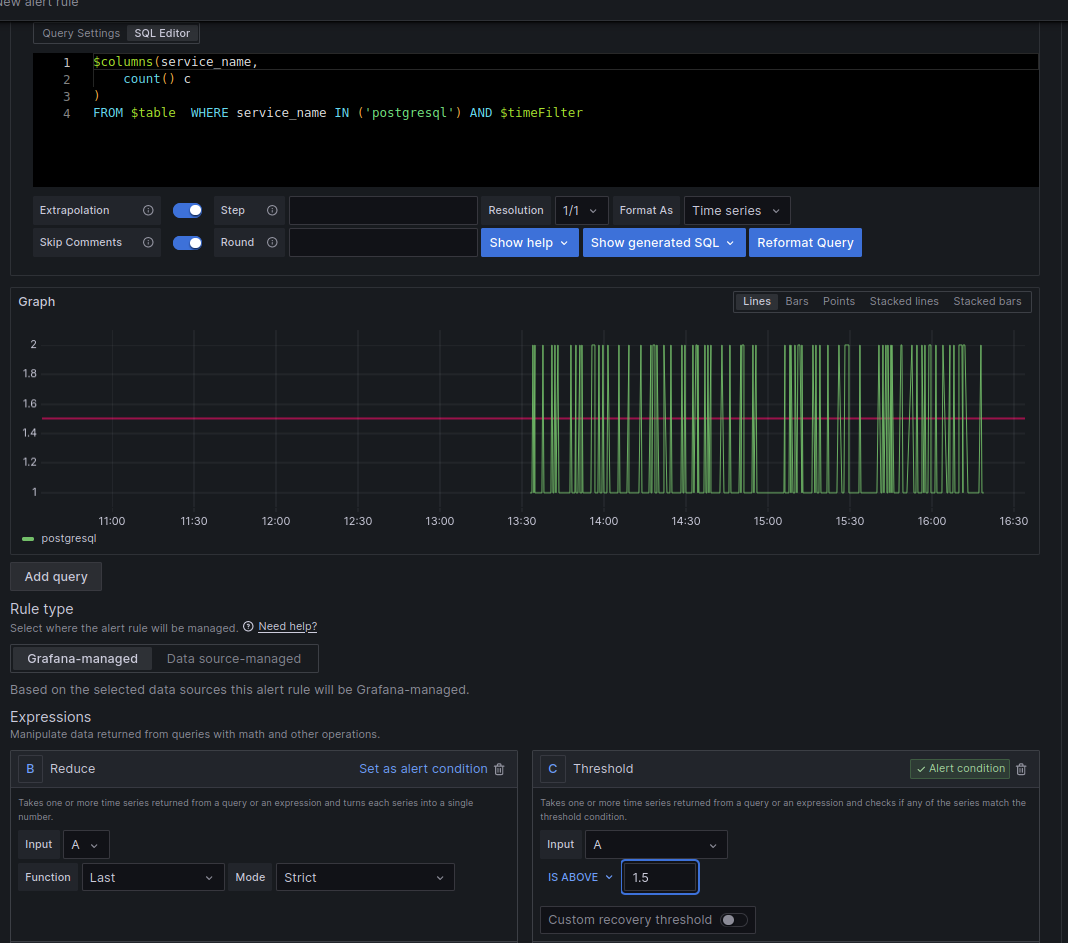 New alert rule
Query Settings SQL Editor
1 $columns(service_name,
2 count() c
3 )
4 FROM $table WHERE service_name IN ('postgresql') AND $timeFilter
Extrapolation Step Resolution 1/1 Format As Time series
Skip Comments Round Show help Show generated SQL Reformat Query
Graph Lines Bars Points Stacked lines Stacked bars
2
1.8
1.6
1.4
1.2
1
11:00 11:30 12:00 12:30 13:00 13:30 14:00 14:30 15:00 15:30 16:00 16:30
postgresql
Add query
Rule type
Select where the alert rule will be managed. Need help?
Grafana-managed Data source-managed
Based on the selected data sources this alert rule will be Grafana-managed.
Expressions
Manipulate data returned from queries with math and other operations.
B Reduce Set as alert condition
Takes one or more time series returned from a query or an expression and turns each series into a single
number.
Input A
Function Last Mode Strict
C Threshold Alert condition
Takes one or more time series returned from a query or an expression and checks if any of the series match the
threshold condition.
Input A
IS ABOVE 1.5
Custom recovery threshold